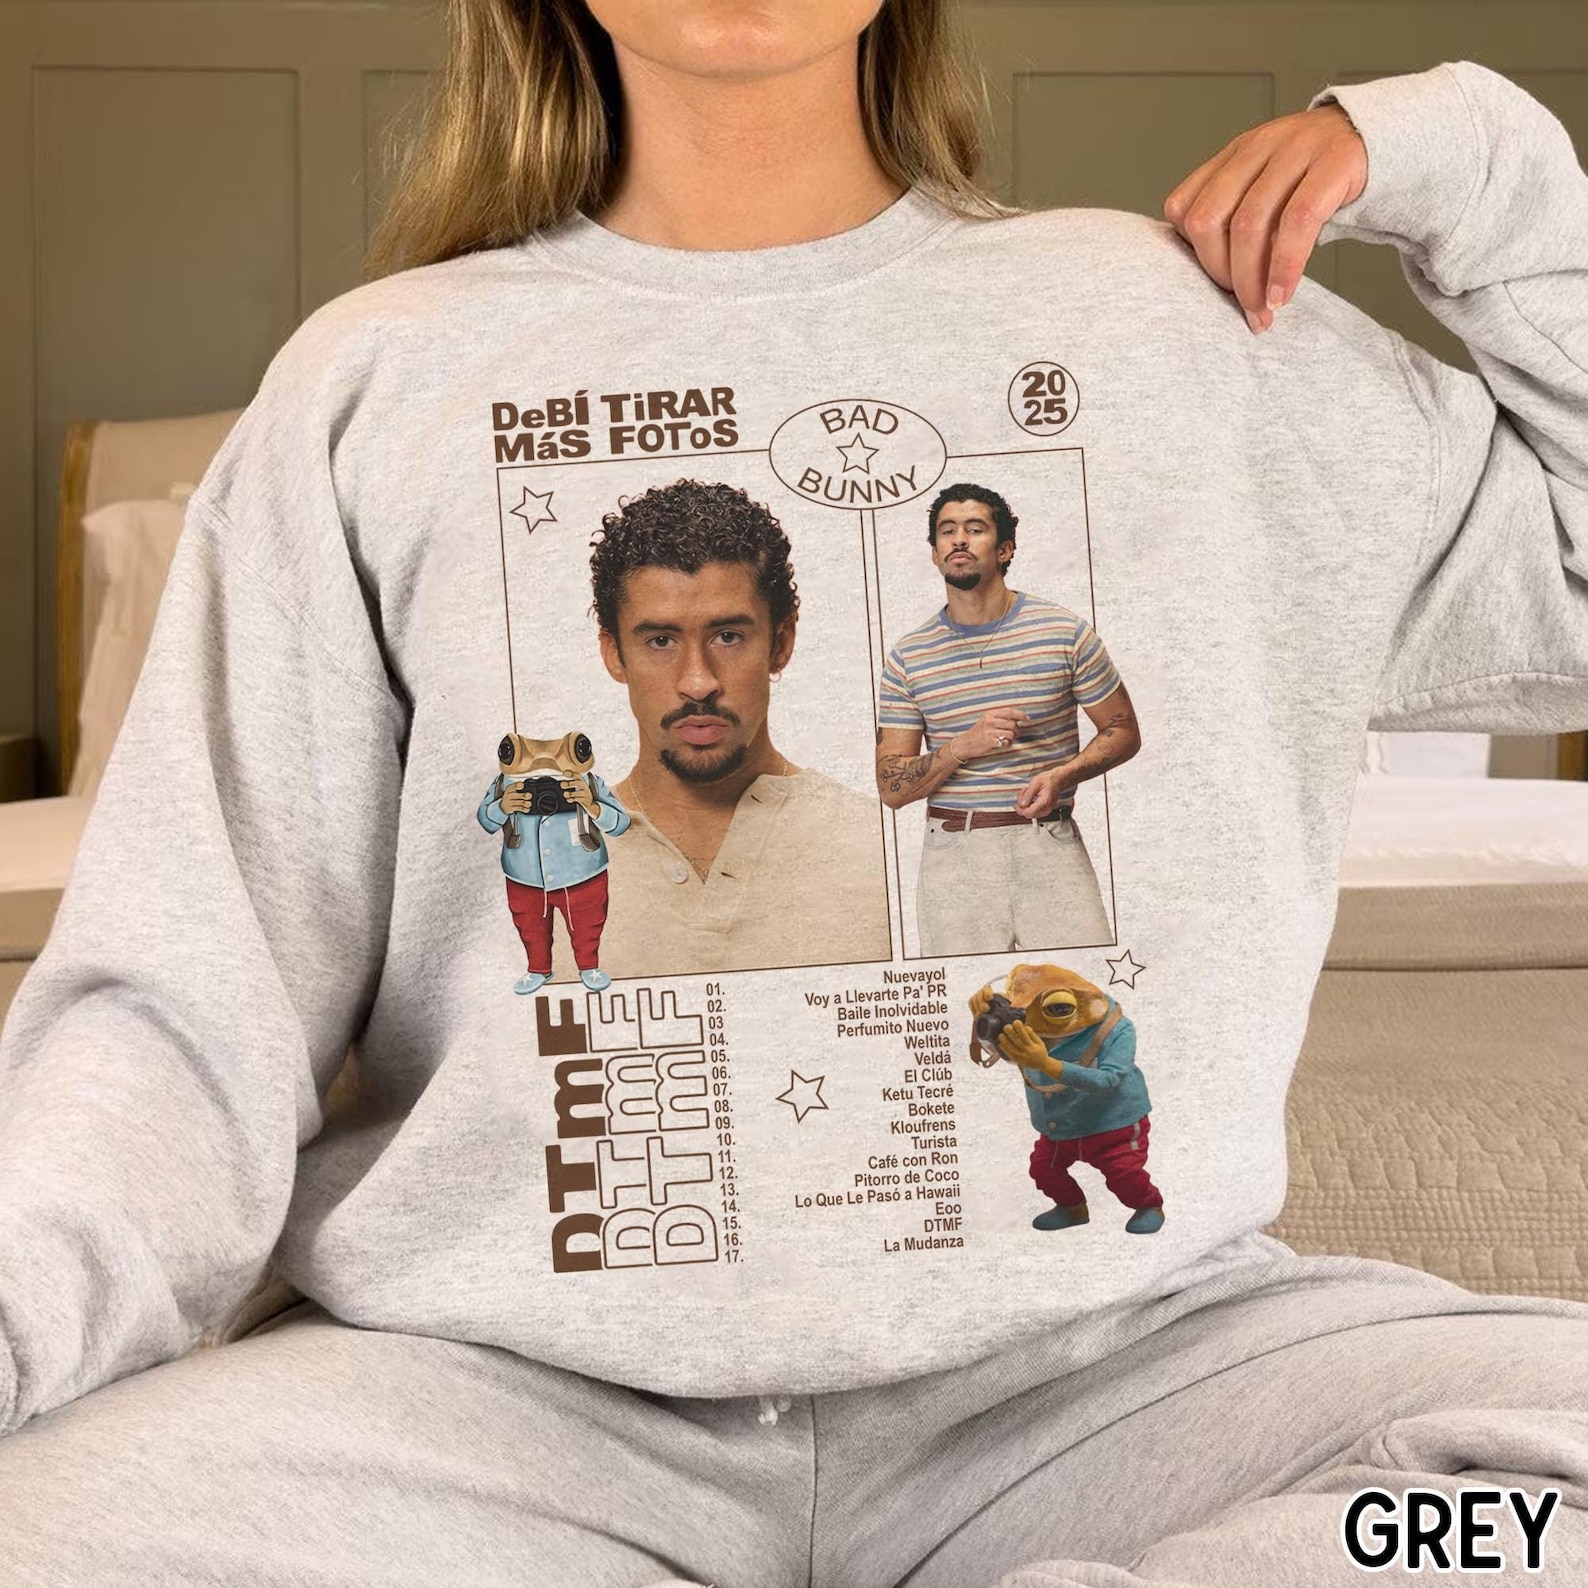 DeBÍ TiRAR
MáS FOToS
BAD
BUNNY
20
25
DTmF
DTmF
DTmF
01.
02.
03
04.
05.
06.
07.
08.
09.
10.
11.
12.
13.
14.
15.
16.
17.
Nuevayol
Voy a Llevarte Pa' PR
Baile Inolvidable
Perfumito Nuevo
Weltita
Veldá
El Clúb
Ketu Tecré
Bokete
Kloufrens
Turista
Café con Ron
Pitorro de Coco
Lo Que Le Pasó a Hawaii
Eoo
DTMF
La Mudanza
GREY